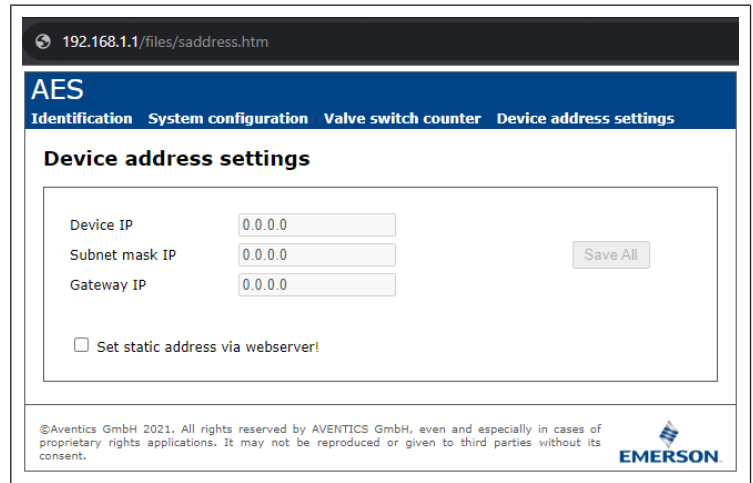 192.168.1.1/files/saddress.htm
AES
Identification System configuration Valve switch counter Device address settings
Device address settings
Device IP 0.0.0.0
Subnet mask IP 0.0.0.0 Save All
Gateway IP 0.0.0.0
Set static address via webserver!
©Aventics GmbH 2021. All rights reserved by AVENTICS GmbH, even and especially in cases of
proprietary rights applications. It may not be reproduced or given to third parties without its
consent.
EMERSON.